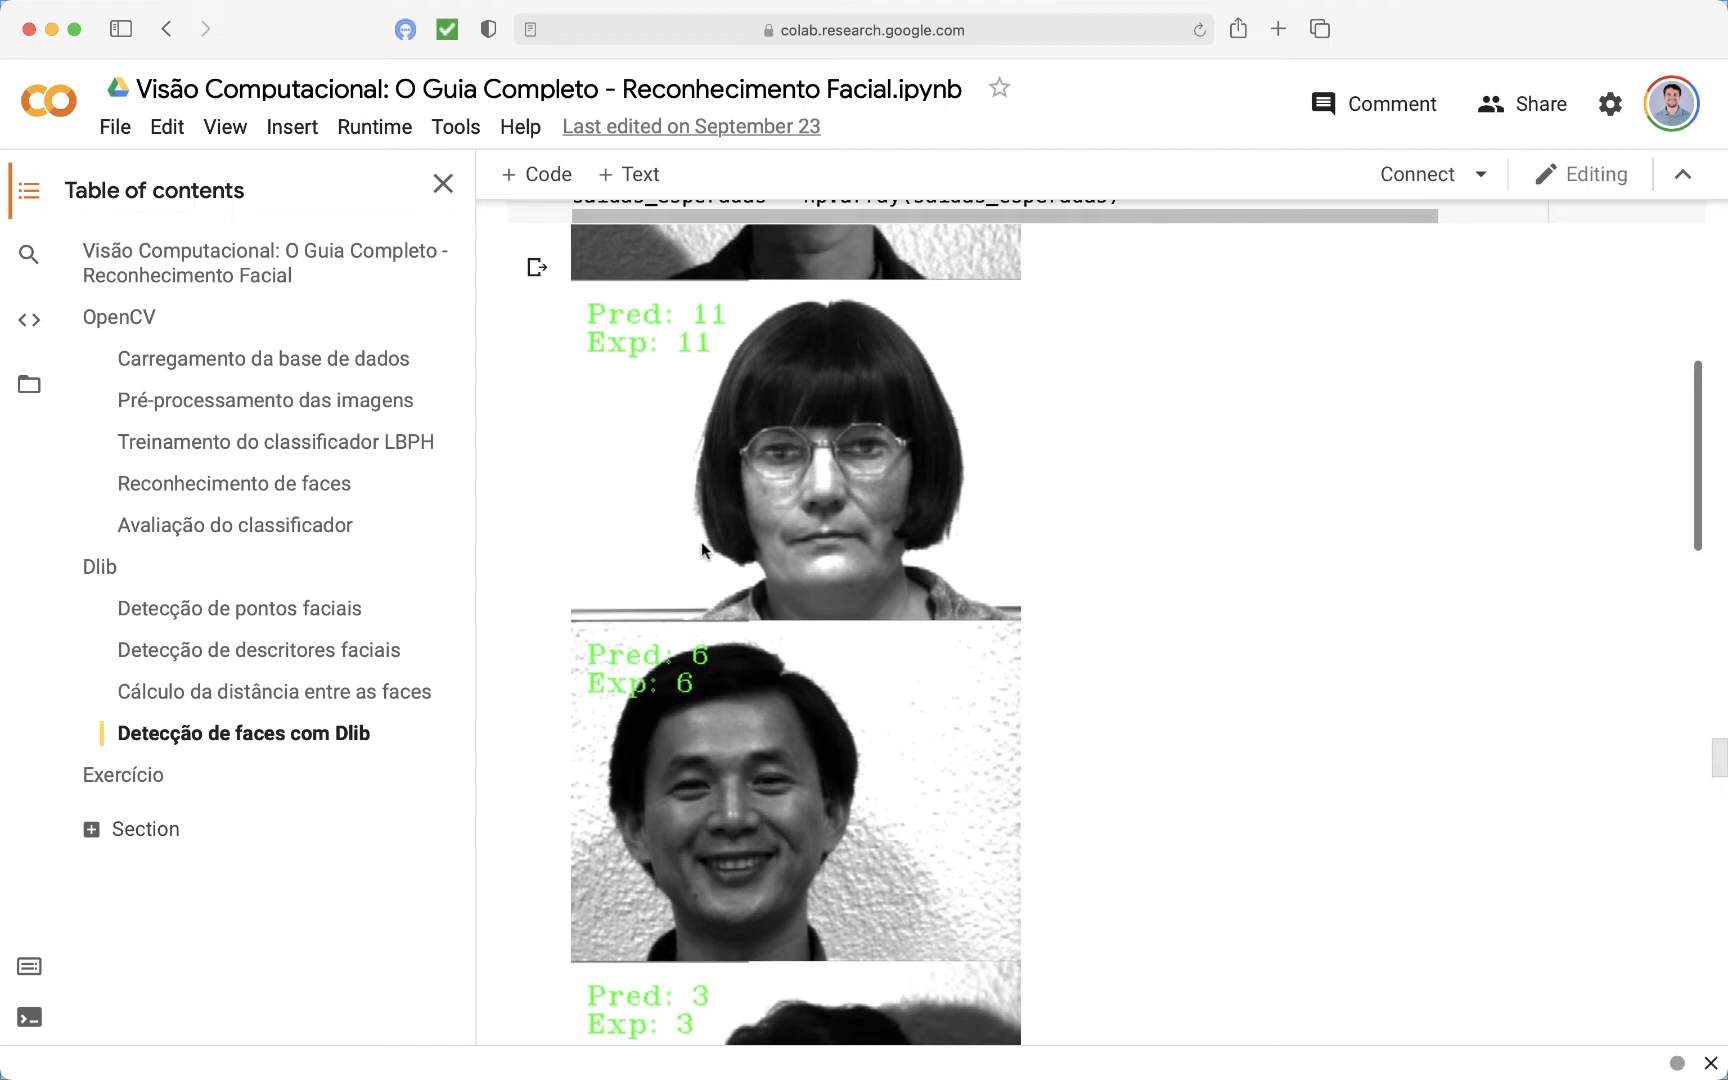 colab.research.google.com
Visão Computacional: O Guia Completo - Reconhecimento Facial.ipynb
Comment
Share
File Edit View Insert Runtime Tools Help Last edited on September 23
Table of contents
+ Code + Text
Connect
Editing
Visão Computacional: O Guia Completo -
Reconhecimento Facial
OpenCV
Carregamento da base de dados
Pré-processamento das imagens
Treinamento do classificador LBPH
Reconhecimento de faces
Avaliação do classificador
Dlib
Detecção de pontos faciais
Detecção de descritores faciais
Cálculo da distância entre as faces
Detecção de faces com Dlib
Exercício
Section
Pred: 11
Exp: 11
Pred: 6
Exp: 6
Pred: 3
Exp: 3